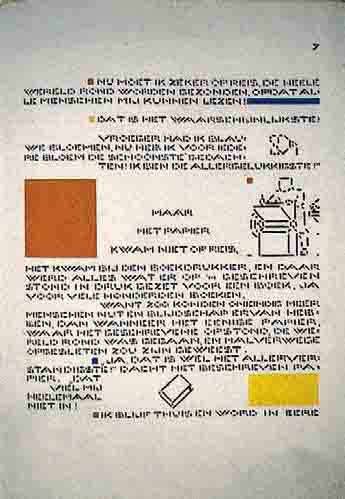 7
NU MOET IK ZEKER OP REIS, DE HEELE
WERELD ROND WORDEN GEZONDEN, OPDAT AL-
LE MENSCHEN MIJ KUNNEN LEZEN!
DAT IS HET WAARSCHIJNLIJKSTE!
VROEGER HAD IK BLAU-
WE BLOEMEN, NU HEB IK VOOR IEDE-
RE BLOEM DE SCHOONSTE GEDACH-
TEN! IK BEN DE ALLERGELUKKIGSTE!"
MAAR
HET PAPIER
KWAM NIET OP REIS,
HET KWAM BIJ DEN BOEKDRUKKER, EN DAAR
WERD ALLES WAT ER OP GESCHREVEN
STOND IN DRUK GEZET VOOR EEN BOEK, JA
VOOR VELE HONDERDEN BOEKEN,
WANT ZOO KONDEN ONEINDIG MEER
MENSCHEN NUT EN BLIJDSCHAP ERVAN HEB-
BEN, DAN WANNEER HET EENIGE PAPIER,
WAAR HET GESCHREVENE OP STOND, DE WE-
RELD ROND WAS GEGAAN, EN HALVERWEGE
OPGESLETEN ZOU ZIJN GEWEEST.
"JA, DAT IS WEL HET ALLERVER-
STANDIGSTE!" DACHT HET BESCHREVEN PA-
PIER, "DAT
VIEL MIJ
HEELEMAAL
NIET IN!
IK BLIJF THUIS EN WORD IN EERE